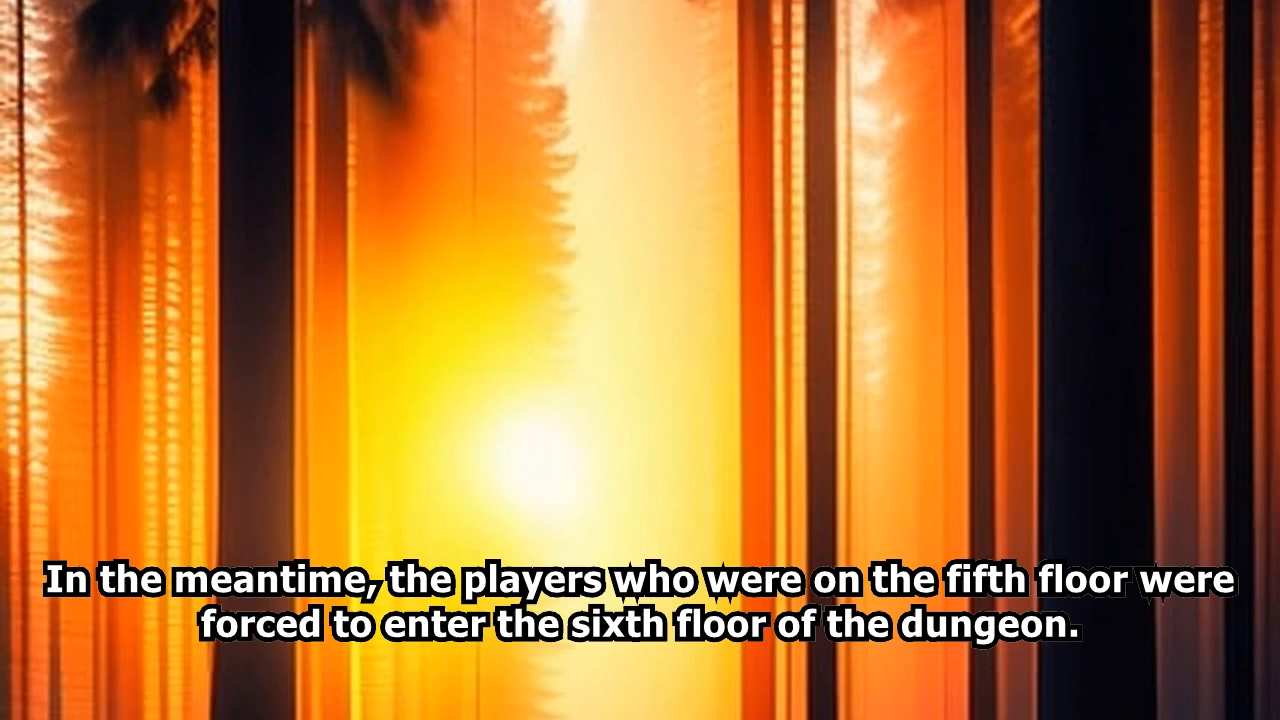 In the meantime, the players who were on the fifth floor were
forced to enter the sixth floor of the dungeon.